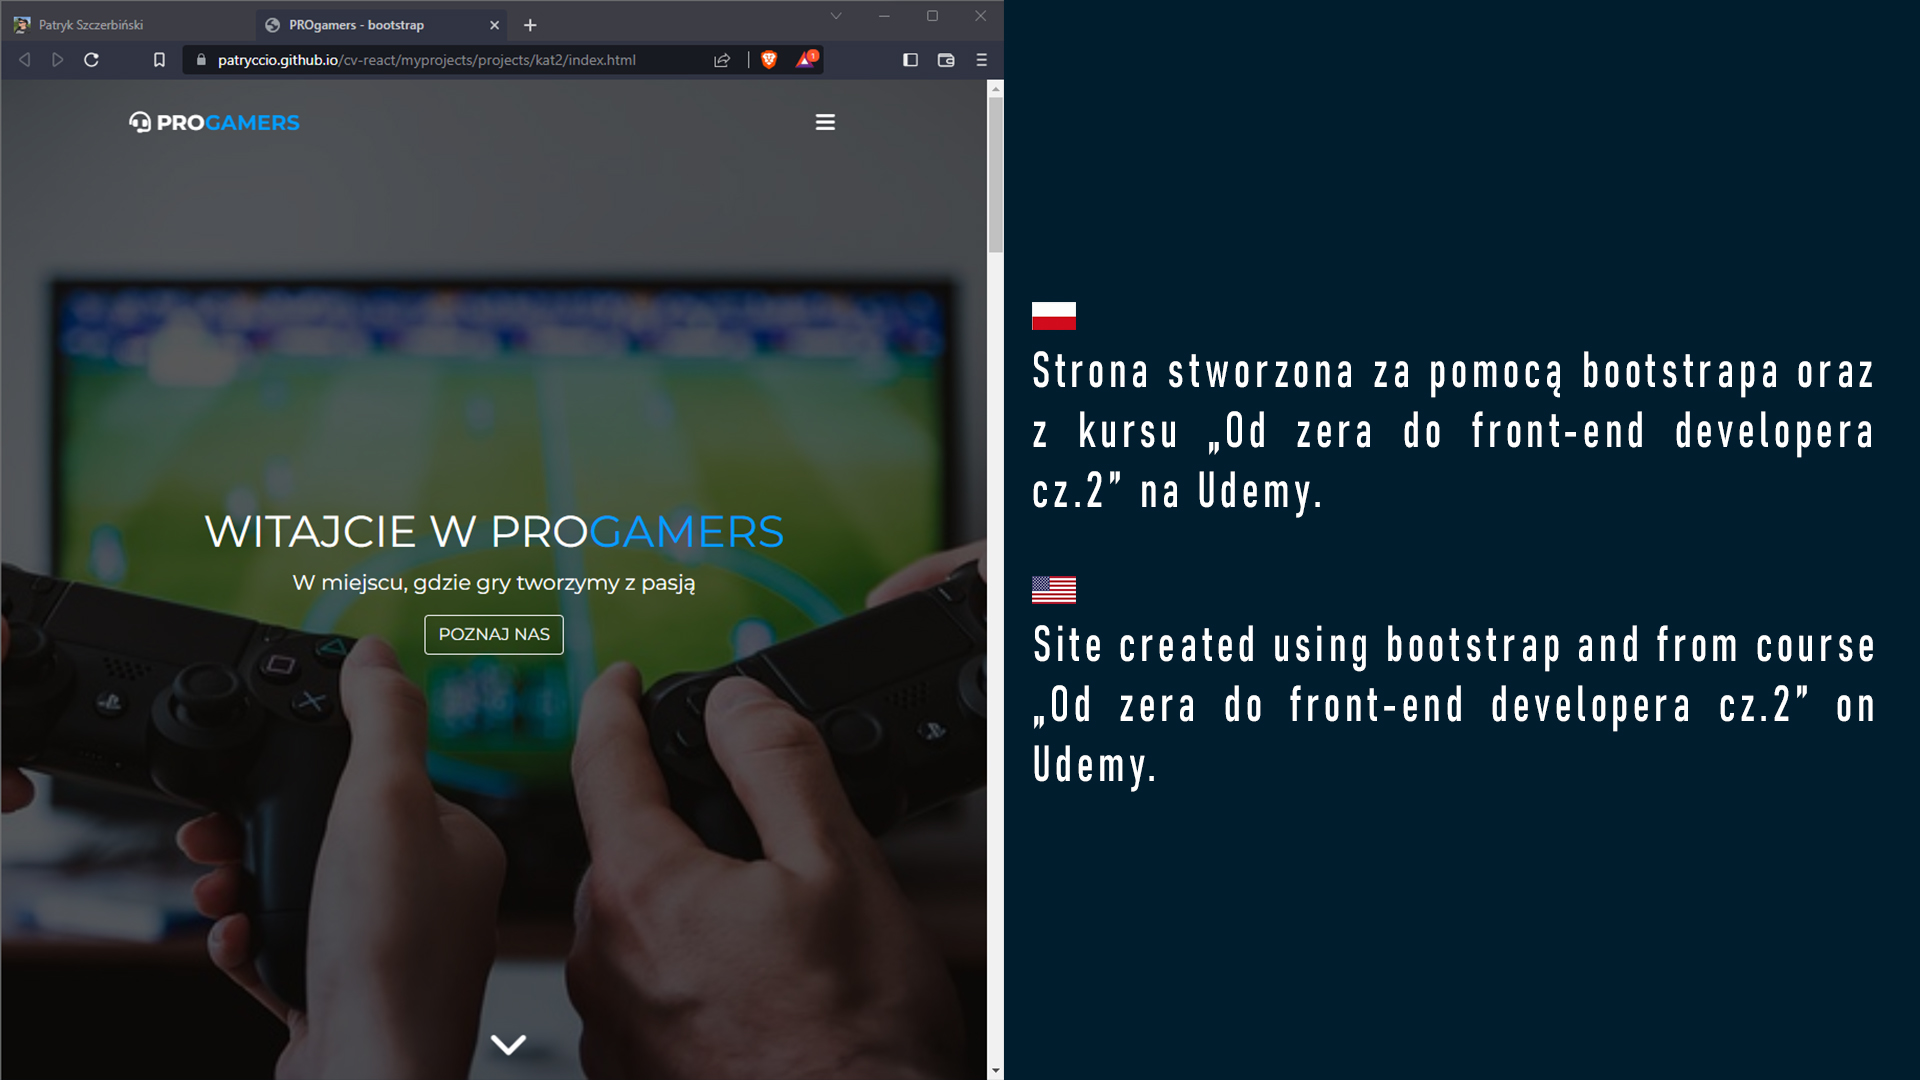 Patryk Szczerbiński
PROgamers - bootstrap
patryccio.github.io/cv-react/myprojects/projects/kat2/index.html
1
PROGAMERS
WITAJCIE W PROGAMERS
W miejscu, gdzie gry tworzymy z pasją
POZNAJ NAS
Strona stworzona za pomocą bootstrapa oraz
z kursu „Od zera do front-end developera
cz.2” na Udemy.
Site created using bootstrap and from course
„Od zera do front-end developera cz.2” on
Udemy.